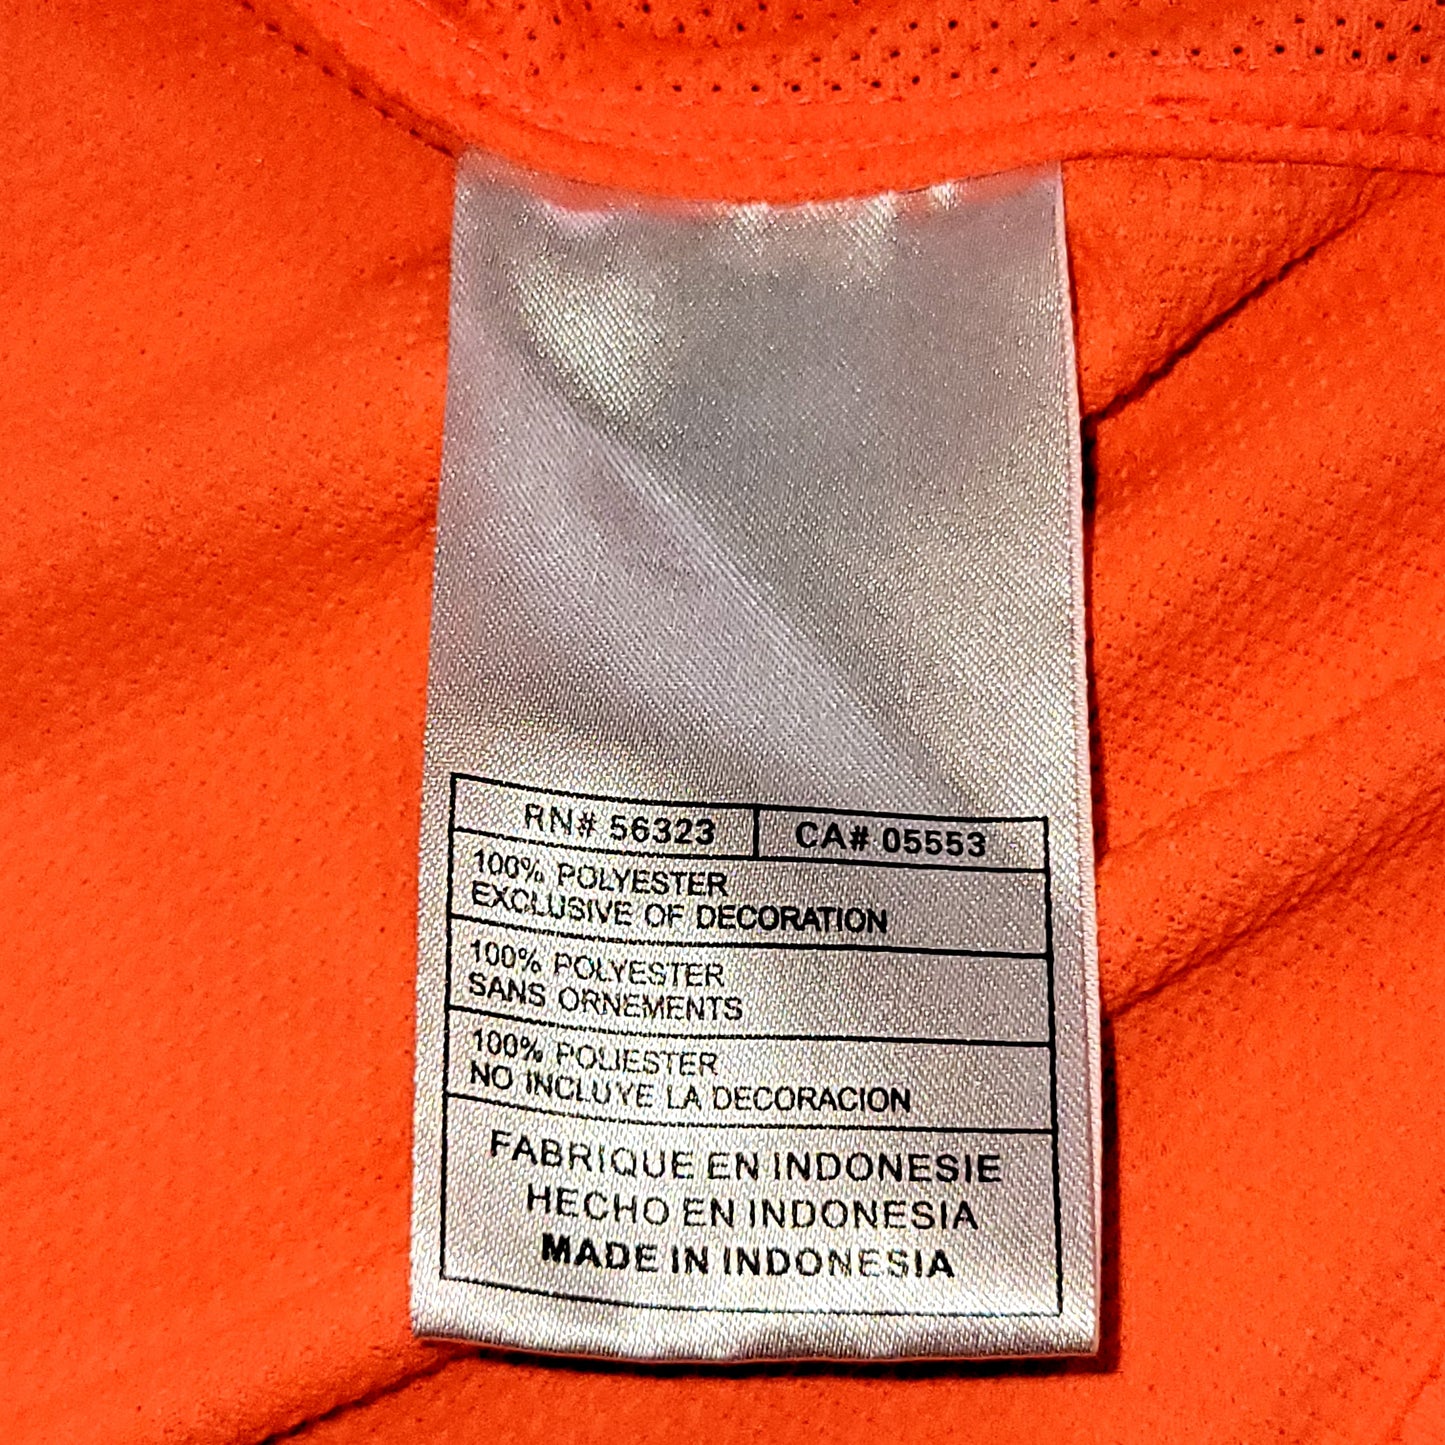 RN# 56323 CA# 05553
100% POLYESTER
EXCLUSIVE OF DECORATION
100% POLYESTER
SANS ORNEMENTS
100% POLIESTER
NO INCLUYE LA DECORACION
FABRIQUE EN INDONESIE
HECHO EN INDONESIA
MADE IN INDONESIA